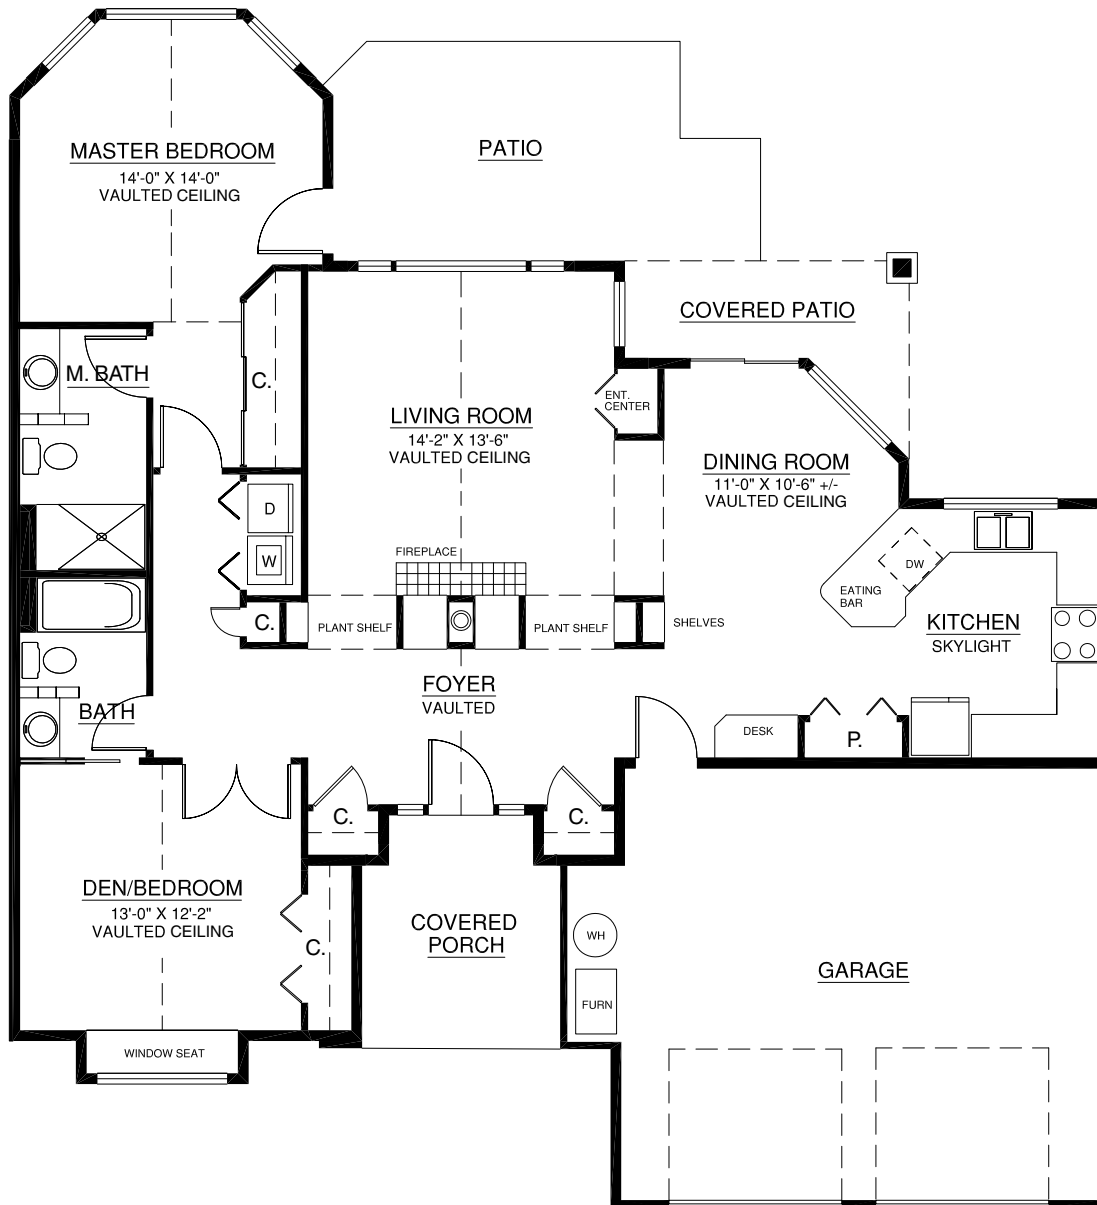 MASTER BEDROOM
14'-0" X 14'-0"
VAULTED CEILING
PATIO
COVERED PATIO
M. BATH
C.
ENT.
CENTER
LIVING ROOM
14'-2" X 13'-6"
VAULTED CEILING
DINING ROOM
11'-0" X 10'-6" +/-
VAULTED CEILING
D
W
FIREPLACE
DW
EATING
BAR
C.
PLANT SHELF
PLANT SHELF
SHELVES
KITCHEN
SKYLIGHT
FOYER
VAULTED
BATH
DESK
P.
C.
C.
DEN/BEDROOM
13'-0" X 12'-2"
VAULTED CEILING
C.
COVERED
PORCH
WH
FURN
GARAGE
WINDOW SEAT